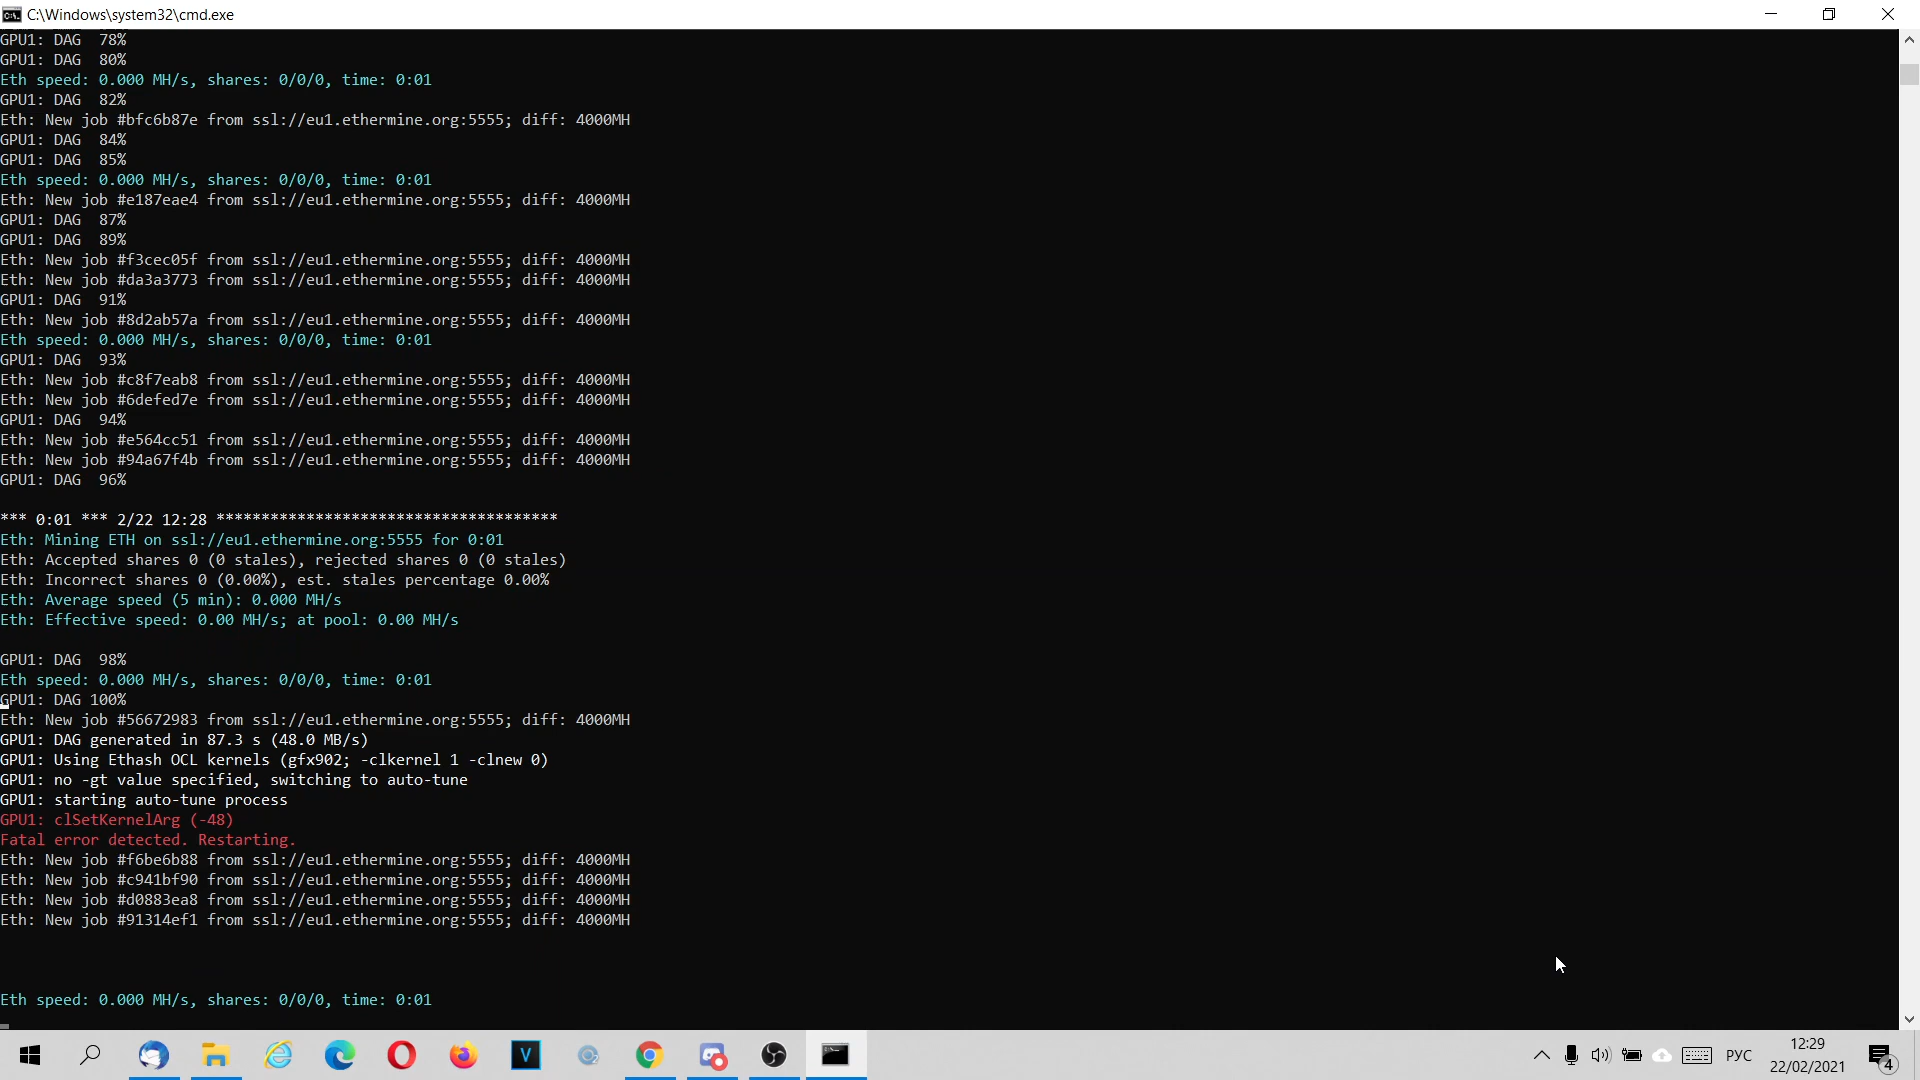 C:\Windows\system32\cmd.exe
GPU1: DAG  78%
GPU1: DAG  80%
Eth speed: 0.000 MH/s, shares: 0/0/0, time: 0:01
GPU1: DAG  82%
Eth: New job #bfc6b87e from ssl://eu1.ethermine.org:5555; diff: 4000MH
GPU1: DAG  84%
GPU1: DAG  85%
Eth speed: 0.000 MH/s, shares: 0/0/0, time: 0:01
Eth: New job #e187eae4 from ssl://eu1.ethermine.org:5555; diff: 4000MH
GPU1: DAG  87%
GPU1: DAG  89%
Eth: New job #f3cec05f from ssl://eu1.ethermine.org:5555; diff: 4000MH
Eth: New job #da3a3773 from ssl://eu1.ethermine.org:5555; diff: 4000MH
GPU1: DAG  91%
Eth: New job #8d2ab57a from ssl://eu1.ethermine.org:5555; diff: 4000MH
Eth speed: 0.000 MH/s, shares: 0/0/0, time: 0:01
GPU1: DAG  93%
Eth: New job #c8f7eab8 from ssl://eu1.ethermine.org:5555; diff: 4000MH
Eth: New job #6defed7e from ssl://eu1.ethermine.org:5555; diff: 4000MH
GPU1: DAG  94%
Eth: New job #e564cc51 from ssl://eu1.ethermine.org:5555; diff: 4000MH
Eth: New job #94a67f4b from ssl://eu1.ethermine.org:5555; diff: 4000MH
GPU1: DAG  96%
*** 0:01 *** 2/22 12:28 **************************************
Eth: Mining ETH on ssl://eu1.ethermine.org:5555 for 0:01
Eth: Accepted shares 0 (0 stales), rejected shares 0 (0 stales)
Eth: Incorrect shares 0 (0.00%), est. stales percentage 0.00%
Eth: Average speed (5 min): 0.000 MH/s
Eth: Effective speed: 0.00 MH/s; at pool: 0.00 MH/s
GPU1: DAG  98%
Eth speed: 0.000 MH/s, shares: 0/0/0, time: 0:01
GPU1: DAG 100%
Eth: New job #56672983 from ssl://eu1.ethermine.org:5555; diff: 4000MH
GPU1: DAG generated in 87.3 s (48.0 MB/s)
GPU1: Using Ethash OCL kernels (gfx902; -clkernel 1 -clnew 0)
GPU1: no -gt value specified, switching to auto-tune
GPU1: starting auto-tune process
GPU1: clSetKernelArg (-48)
Fatal error detected. Restarting.
Eth: New job #f6be6b88 from ssl://eu1.ethermine.org:5555; diff: 4000MH
Eth: New job #c941bf90 from ssl://eu1.ethermine.org:5555; diff: 4000MH
Eth: New job #d0883ea8 from ssl://eu1.ethermine.org:5555; diff: 4000MH
Eth: New job #91314ef1 from ssl://eu1.ethermine.org:5555; diff: 4000MH
Eth speed: 0.000 MH/s, shares: 0/0/0, time: 0:01
РУС
12:29
22/02/2021
4